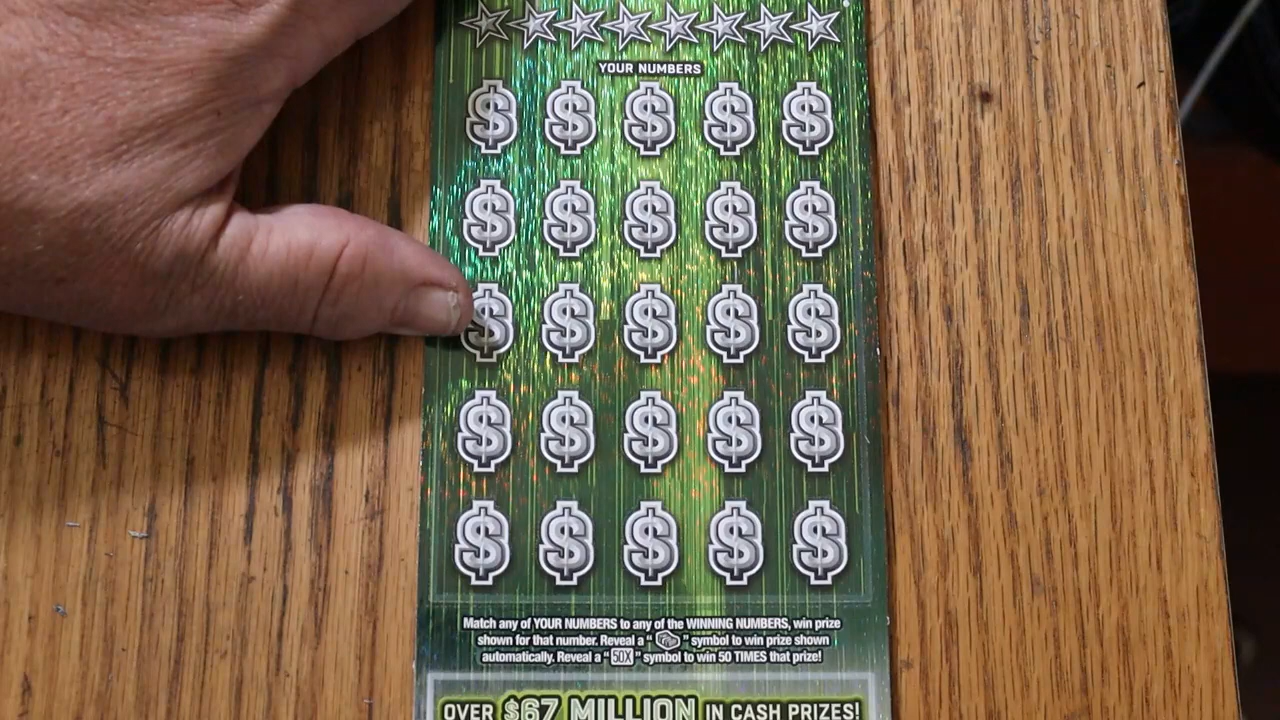 YOUR NUMBERS
$ $ $ $ $
$ $ $ $ $
$ $ $ $ $
$ $ $ $ $
$ $ $ $ $
Match any of YOUR NUMBERS to any of the WINNING NUMBERS, win prize
shown for that number. Reveal a " " symbol to win prize shown
automatically. Reveal a "50X" symbol to win 50 TIMES that prize!
OVER $67 MILLION IN CASH PRIZES!